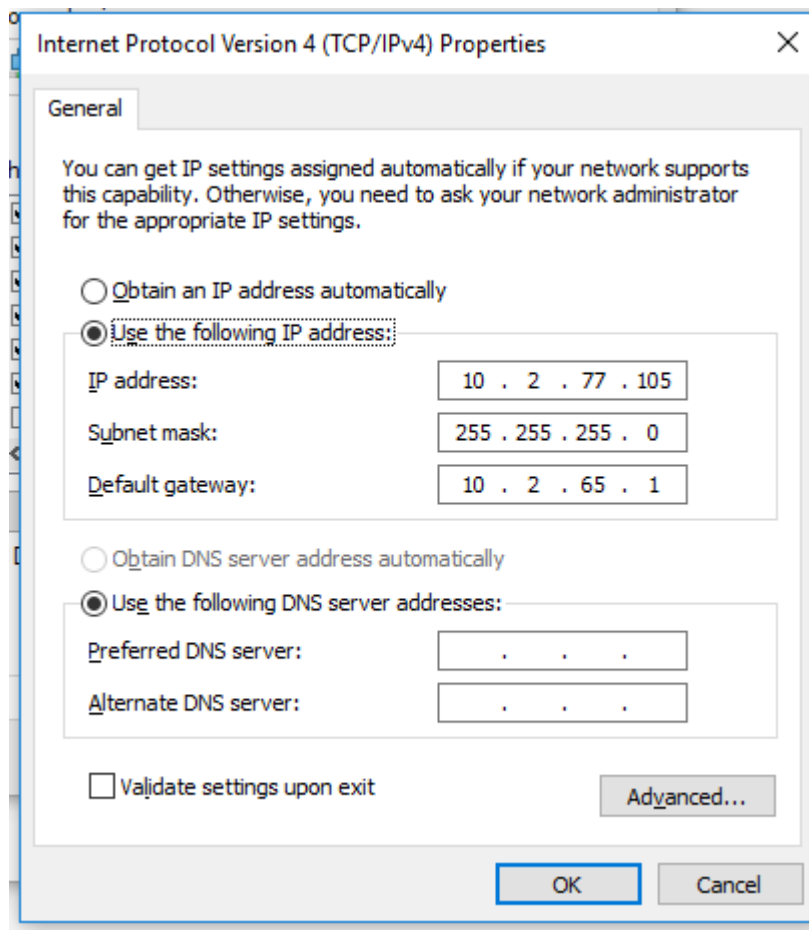 Internet Protocol Version 4 (TCP/IPv4) Properties
General
You can get IP settings assigned automatically if your network supports
this capability. Otherwise, you need to ask your network administrator
for the appropriate IP settings.
Obtain an IP address automatically
Use the following IP address:
IP address: 10 . 2 . 77 . 105
Subnet mask: 255 . 255 . 255 . 0
Default gateway: 10 . 2 . 65 . 1
Obtain DNS server address automatically
Use the following DNS server addresses:
Preferred DNS server: . . .
Alternate DNS server: . . .
Validate settings upon exit
Advanced...
OK Cancel